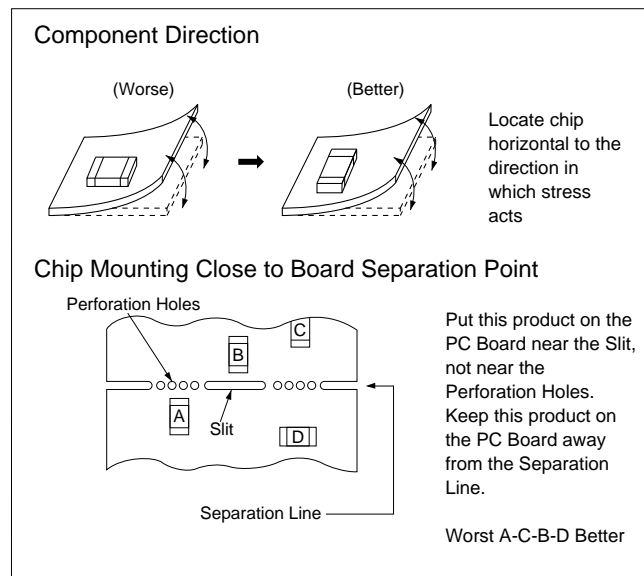 Component Direction
(Worse)
(Better)
Locate chip
horizontal to the
direction in
which stress
acts
Chip Mounting Close to Board Separation Point
Perforation Holes
C
B
A
Slit
D
Separation Line
Put this product on the
PC Board near the Slit,
not near the
Perforation Holes.
Keep this product on
the PC Board away
from the Separation
Line.
Worst A-C-B-D Better